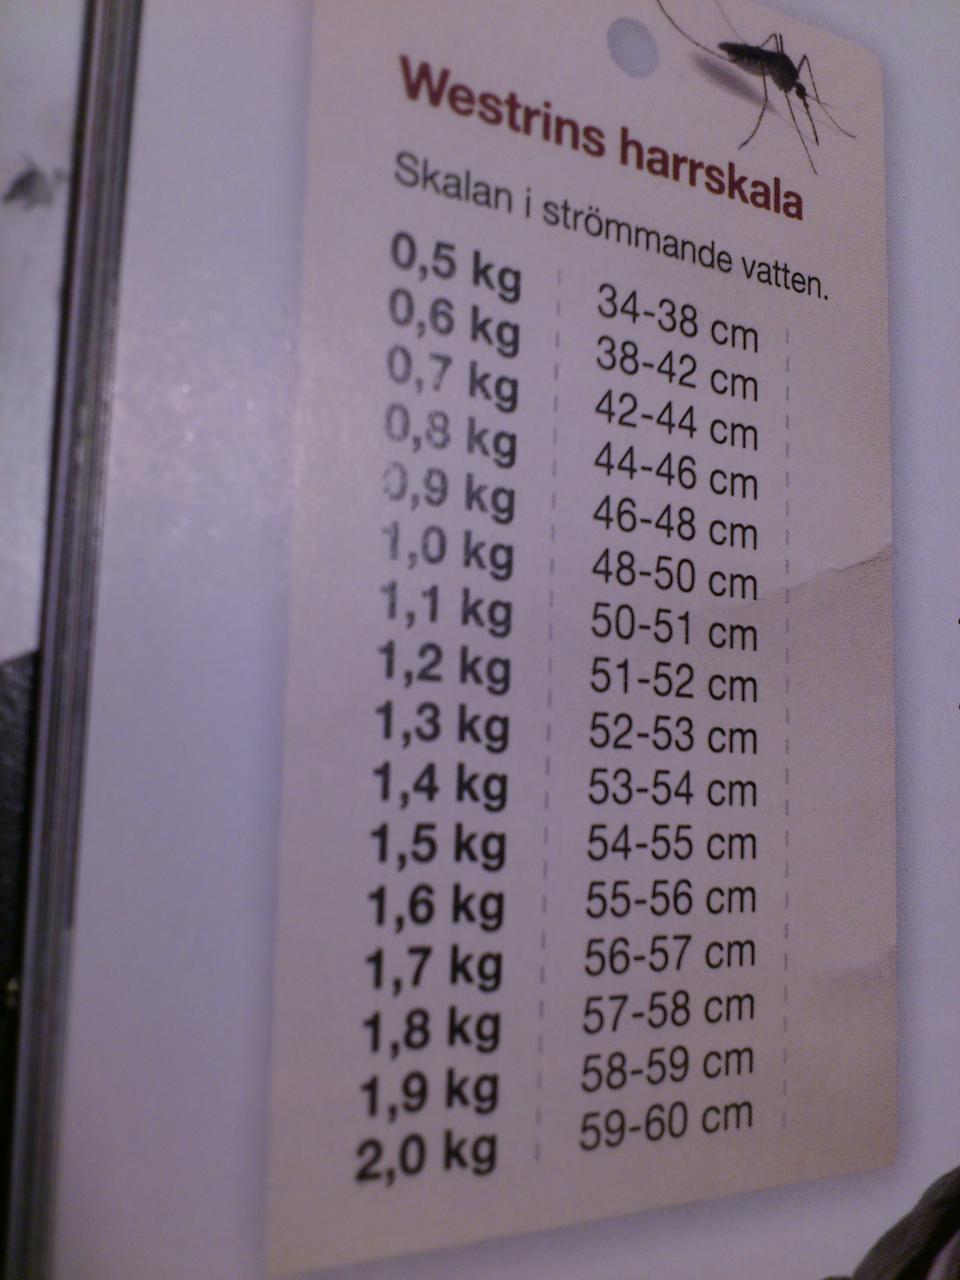 Westrins harrskala
Skalan i strömmande vatten.
0,5 kg 34-38 cm
0,6 kg 38-42 cm
0,7 kg 42-44 cm
0,8 kg 44-46 cm
0,9 kg 46-48 cm
1,0 kg 48-50 cm
1,1 kg 50-51 cm
1,2 kg 51-52 cm
1,3 kg 52-53 cm
1,4 kg 53-54 cm
1,5 kg 54-55 cm
1,6 kg 55-56 cm
1,7 kg 56-57 cm
1,8 kg 57-58 cm
1,9 kg 58-59 cm
2,0 kg 59-60 cm